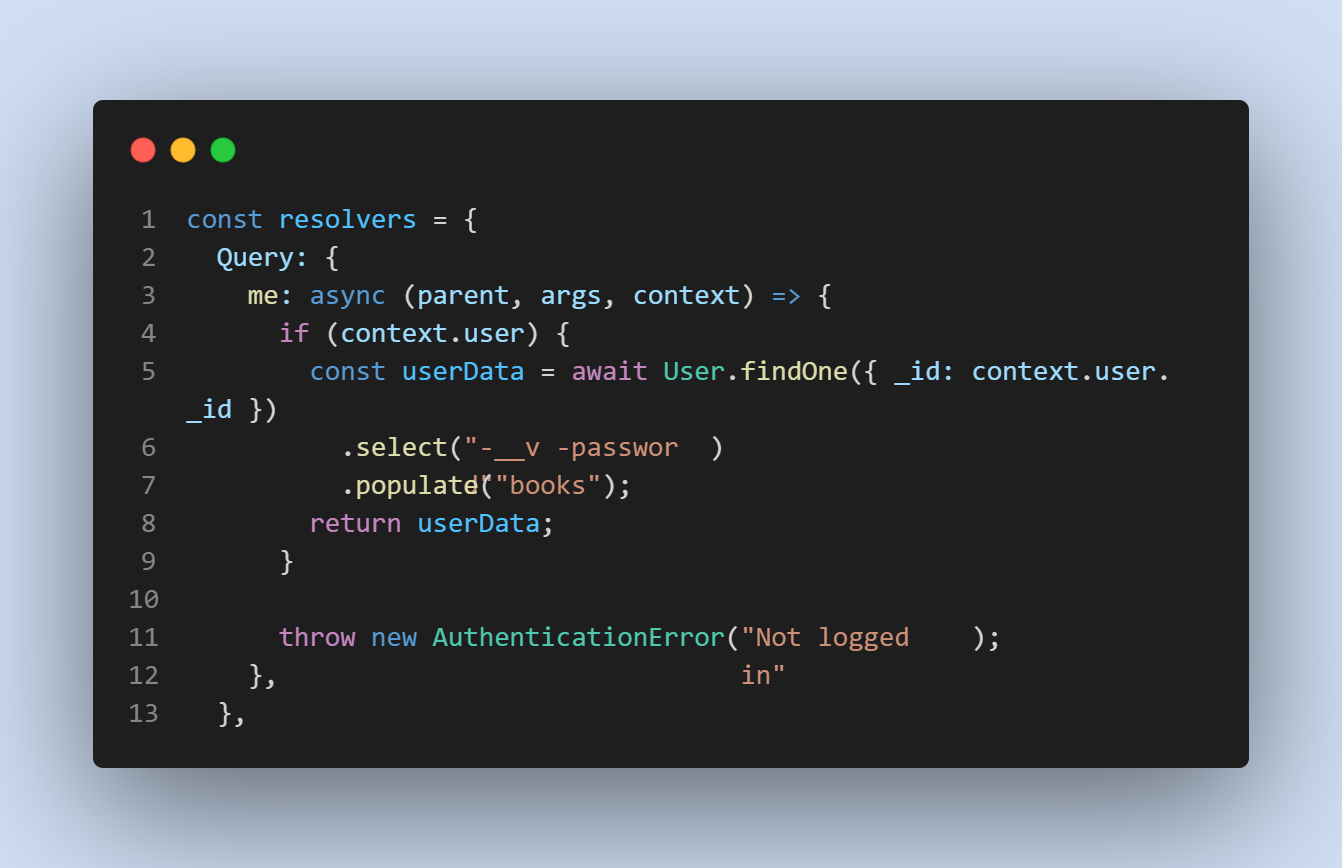 1 const resolvers = {
2 Query: {
3 me: async (parent, args, context) => {
4 if (context.user) {
5 const userData = await User.findOne({ _id: context.user.
_id })
6 .select("-__v -passwor )
7 .populate("books");
d"
8 return userData;
9 }
10
11 throw new AuthenticationError("Not logged );
12 },
in"
13 },